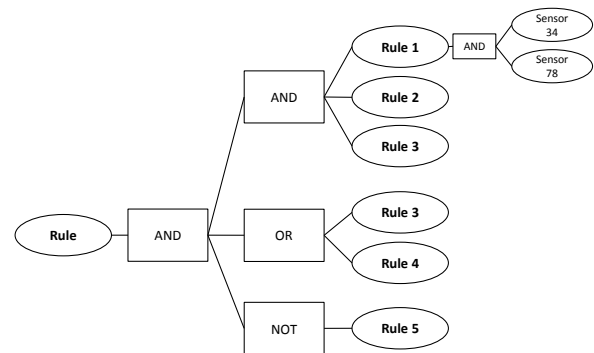 Sensor
34
Rule 1
AND
Sensor
78
AND
Rule 2
Rule 3
Rule
AND
OR
Rule 3
Rule 4
NOT
Rule 5